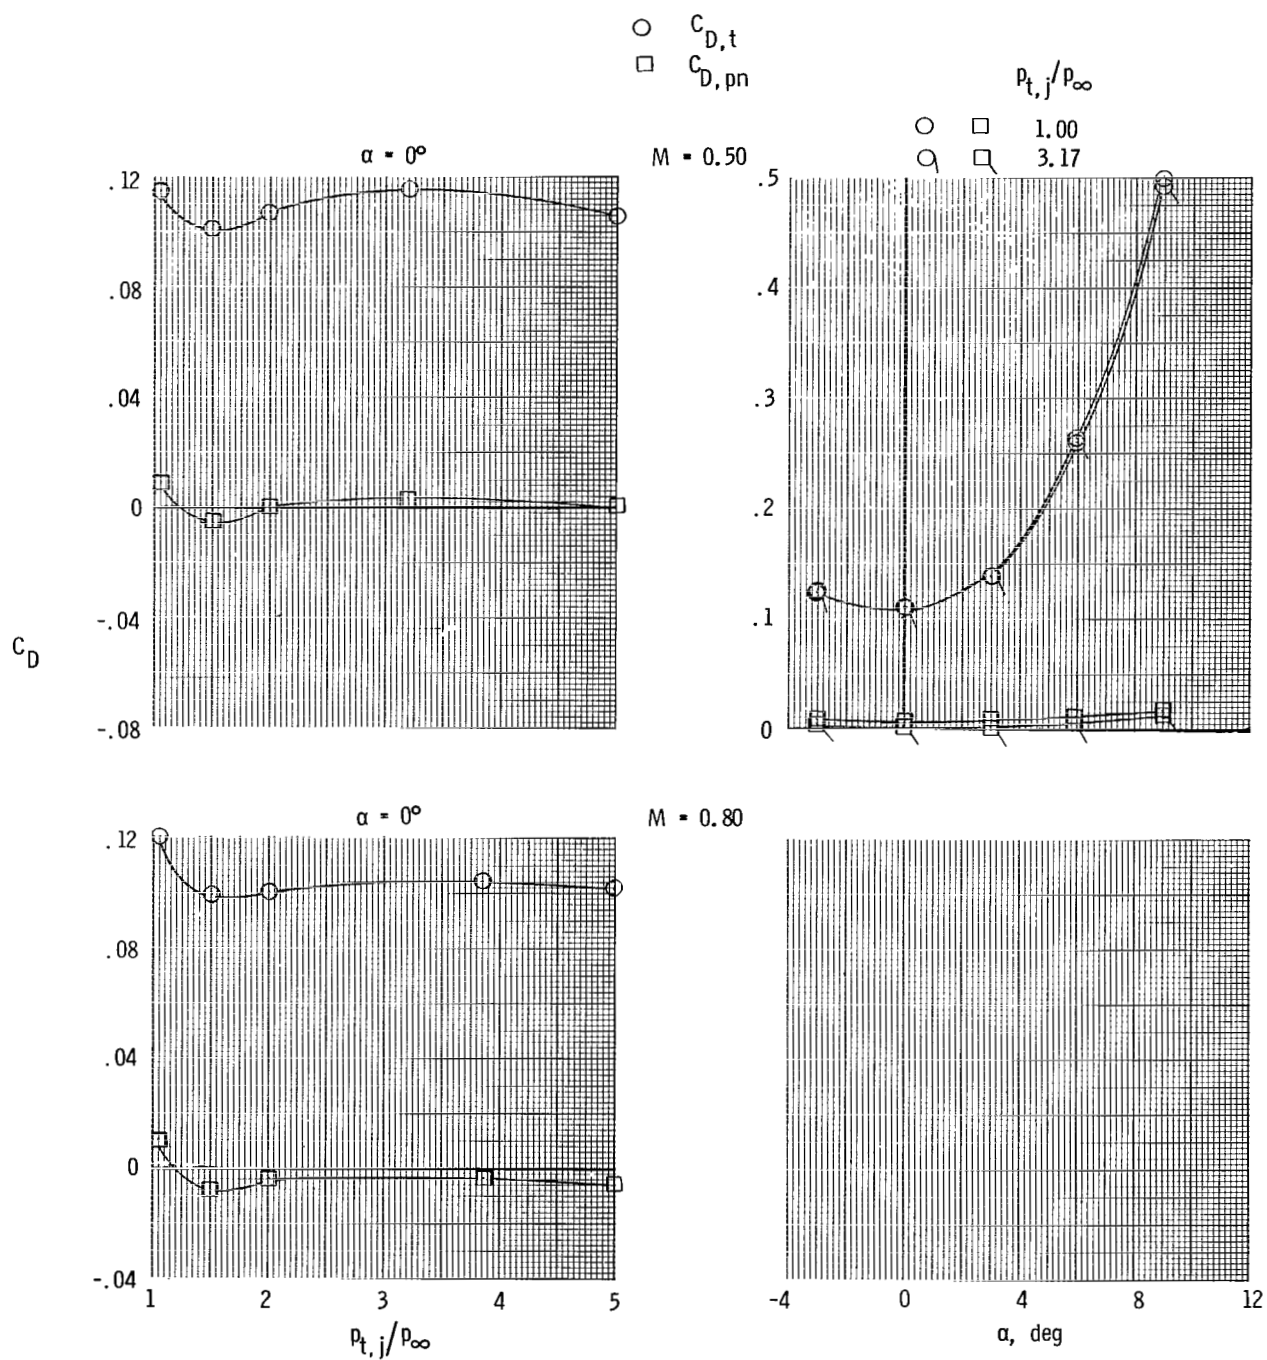 C_D,t
C_D,pn
p_t,j/p_∞
1.00
3.17
α = 0°
M = 0.50
.12
.08
.04
0
-.04
-.08
.5
.4
.3
.2
.1
0
C_D
α = 0°
M = 0.80
.12
.08
.04
0
-.04
1 2 3 4 5
p_t,j/p_∞
-4 0 4 8 12
α, deg